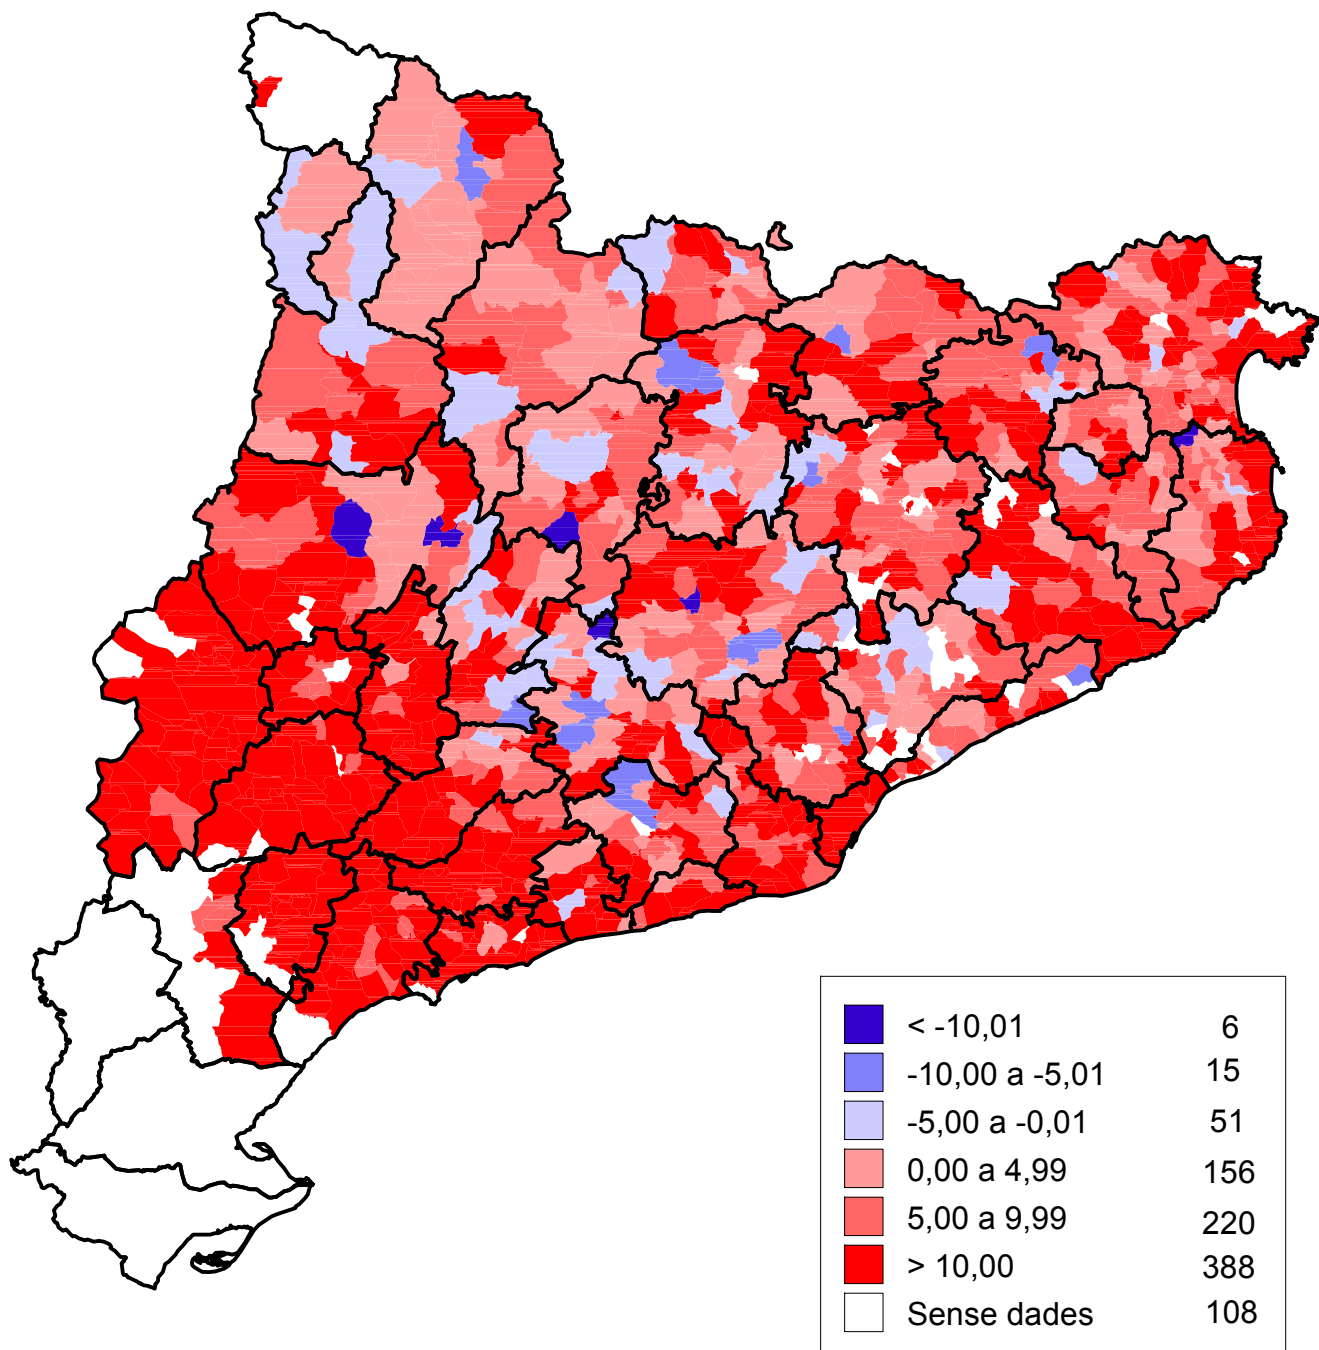 < -10,01 6
-10,00 a -5,01 15
-5,00 a -0,01 51
0,00 a 4,99 156
5,00 a 9,99 220
> 10,00 388
Sense dades 108